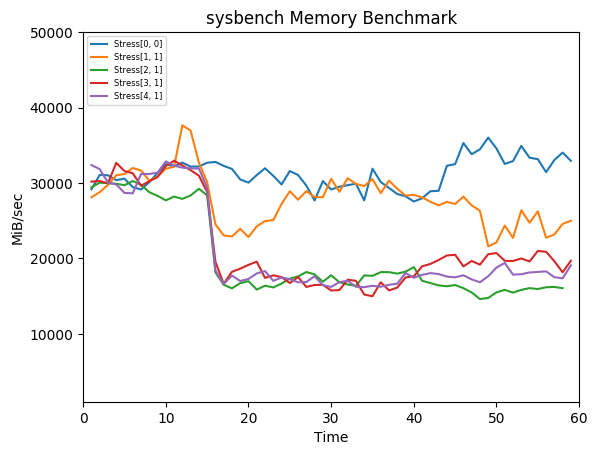 sysbench Memory Benchmark
50000
Stress[0, 0]
Stress[1, 1]
Stress[2, 1]
Stress[3, 1]
Stress[4, 1]
40000
30000
20000
10000
MiB/sec
0 10 20 30 40 50 60
Time